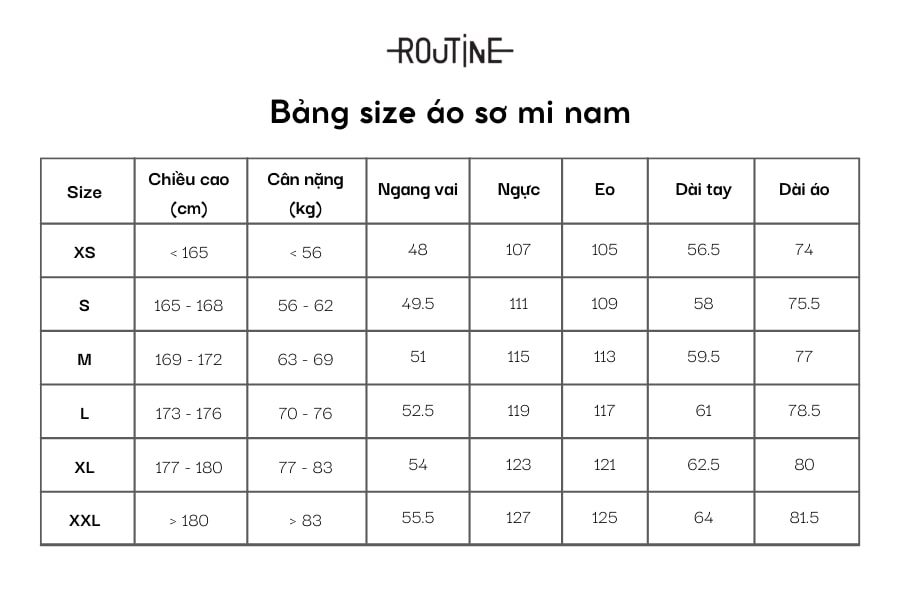 ROUTINE
Bảng size áo sơ mi nam
Size Chiều cao (cm) Cân nặng (kg) Ngang vai Ngực Eo Dài tay Dài áo
XS < 165 < 56 48 107 105 56.5 74
S 165 - 168 56 - 62 49.5 111 109 58 75.5
M 169 - 172 63 - 69 51 115 113 59.5 77
L 173 - 176 70 - 76 52.5 119 117 61 78.5
XL 177 - 180 77 - 83 54 123 121 62.5 80
XXL > 180 > 83 55.5 127 125 64 81.5